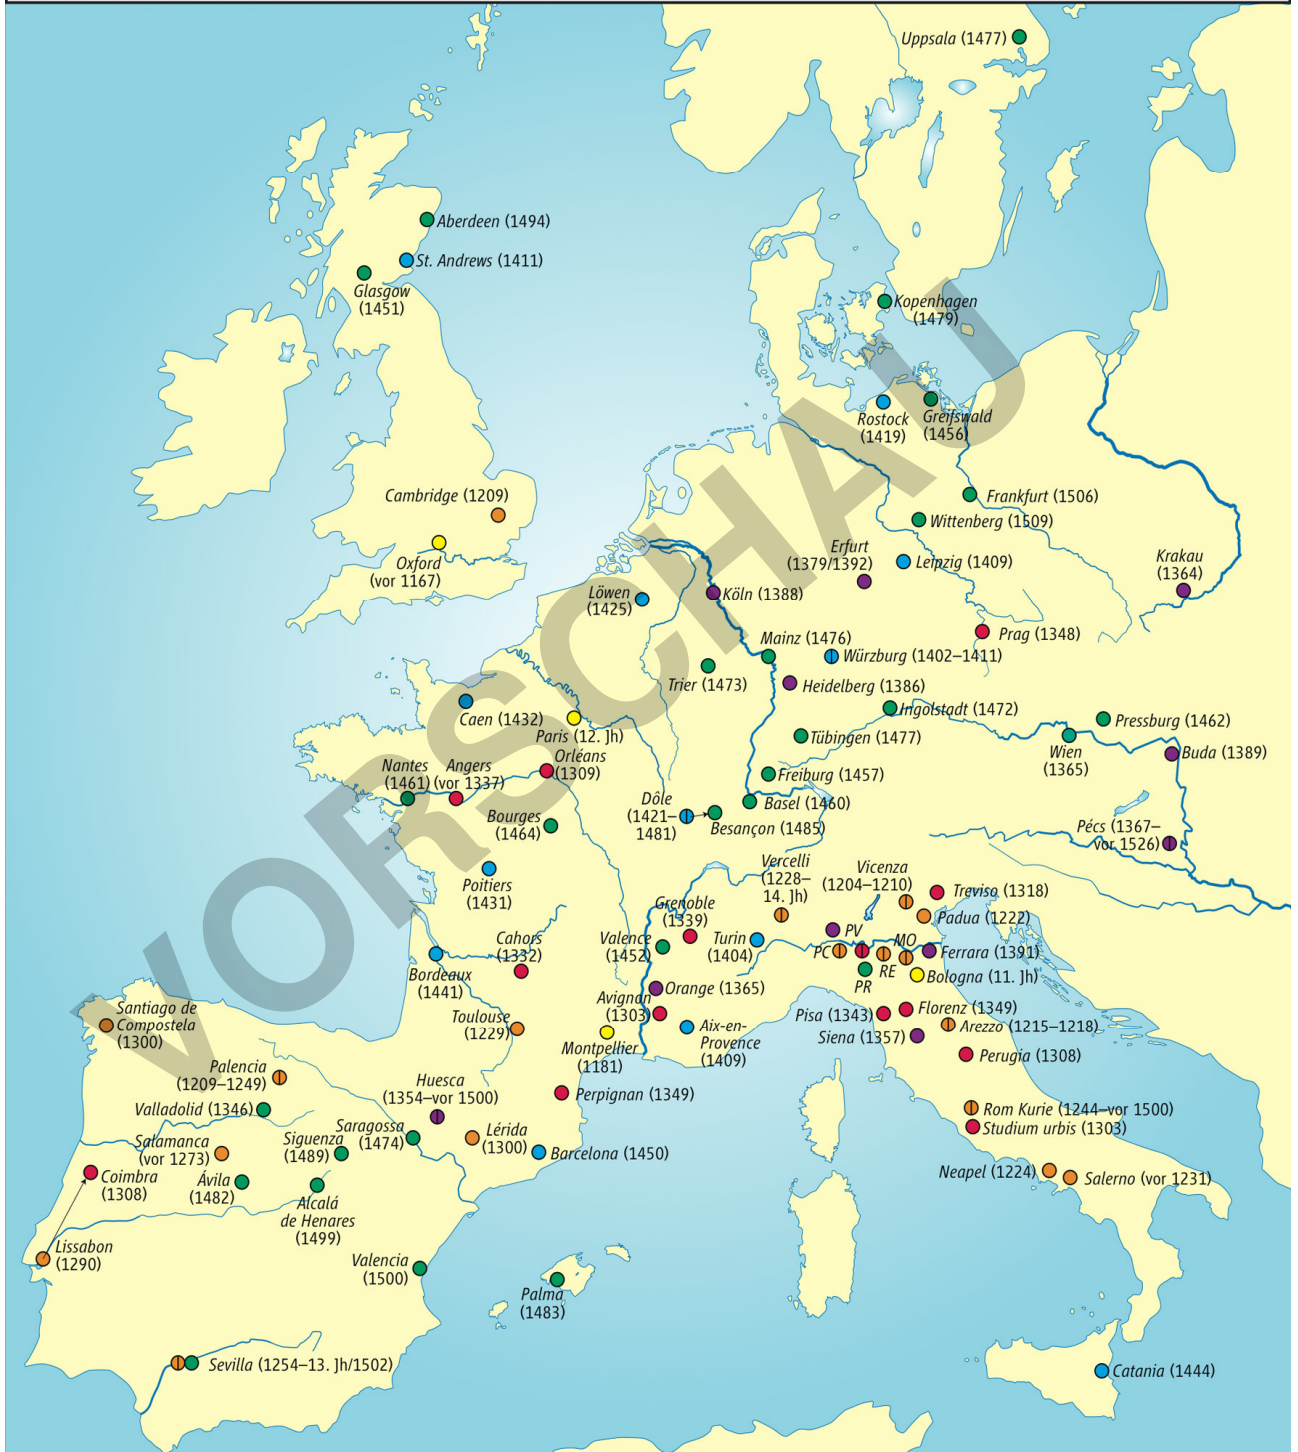 Uppsala (1477)
Aberdeen (1494)
St. Andrews (1411)
Glasgow
(1451)
Kopenhagen
(1479)
Rostock
(1419)
Greifswald
(1456)
Cambridge (1209)
Frankfurt (1506)
Wittenberg (1509)
Oxford
(vor 1167)
Erfurt
(1379/1392)
Leipzig (1409)
Krakau
(1364)
Löwen
(1425)
Köln (1388)
Prag (1348)
Mainz (1476)
Würzburg (1402–1411)
Trier (1473)
Heidelberg (1386)
Caen (1432)
Paris (12. Jh)
Ingolstadt (1472)
Pressburg (1462)
Tübingen (1477)
Wien
(1365)
Buda (1389)
Nantes
(1461)
Angers
(vor 1337)
Orléans
(1309)
Freiburg (1457)
Bourges
(1464)
Dôle
(1421–
1481)
Basel (1460)
Besançon (1485)
Pécs (1367–
vor 1526)
Poitiers
(1431)
Vercelli
(1228–
14. Jh)
Vicenza
(1204–1210)
Treviso (1318)
Padua (1222)
Grenoble
(1339)
Valence
(1452)
Turin
(1404)
PV
MO
PC
RE
PR
Ferrara (1391)
Bologna (11. Jh)
Cahors
(1332)
Bordeaux
(1441)
Orange (1365)
Avignon
(1303)
Toulouse
(1229)
Montpellier
(1181)
Aix-en-
Provence
(1409)
Pisa (1343)
Florenz (1349)
Siena (1357)
Arezzo (1215–1218)
Perugia (1308)
Santiago de
Compostela
(1300)
Palencia
(1209–1249)
Valladolid (1346)
Huesca
(1354–vor 1500)
Perpignan (1349)
Saragossa
(1474)
Lérida
(1300)
Barcelona (1450)
Salamanca
(vor 1273)
Siguenza
(1489)
Rom Kurie (1244–vor 1500)
Studium urbis (1303)
Coimbra
(1308)
Ávila
(1482)
Alcalá
de Henares
(1499)
Neapel (1224)
Salerno (vor 1231)
Lissabon
(1290)
Valencia
(1500)
Palma
(1483)
Sevilla (1254–13. Jh/1502)
Catania (1444)
VORSCHAU